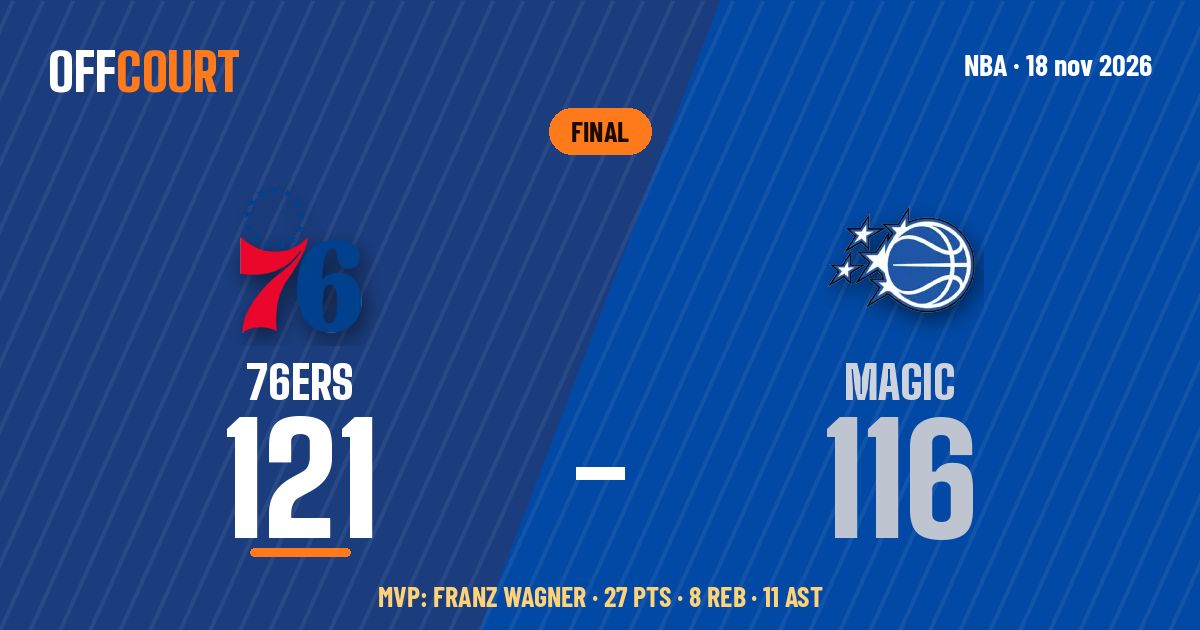 OFFCOURT
NBA · 18 nov 2026
FINAL
76
76ERS
MAGIC
121
–
116
MVP: FRANZ WAGNER · 27 PTS · 8 REB · 11 AST